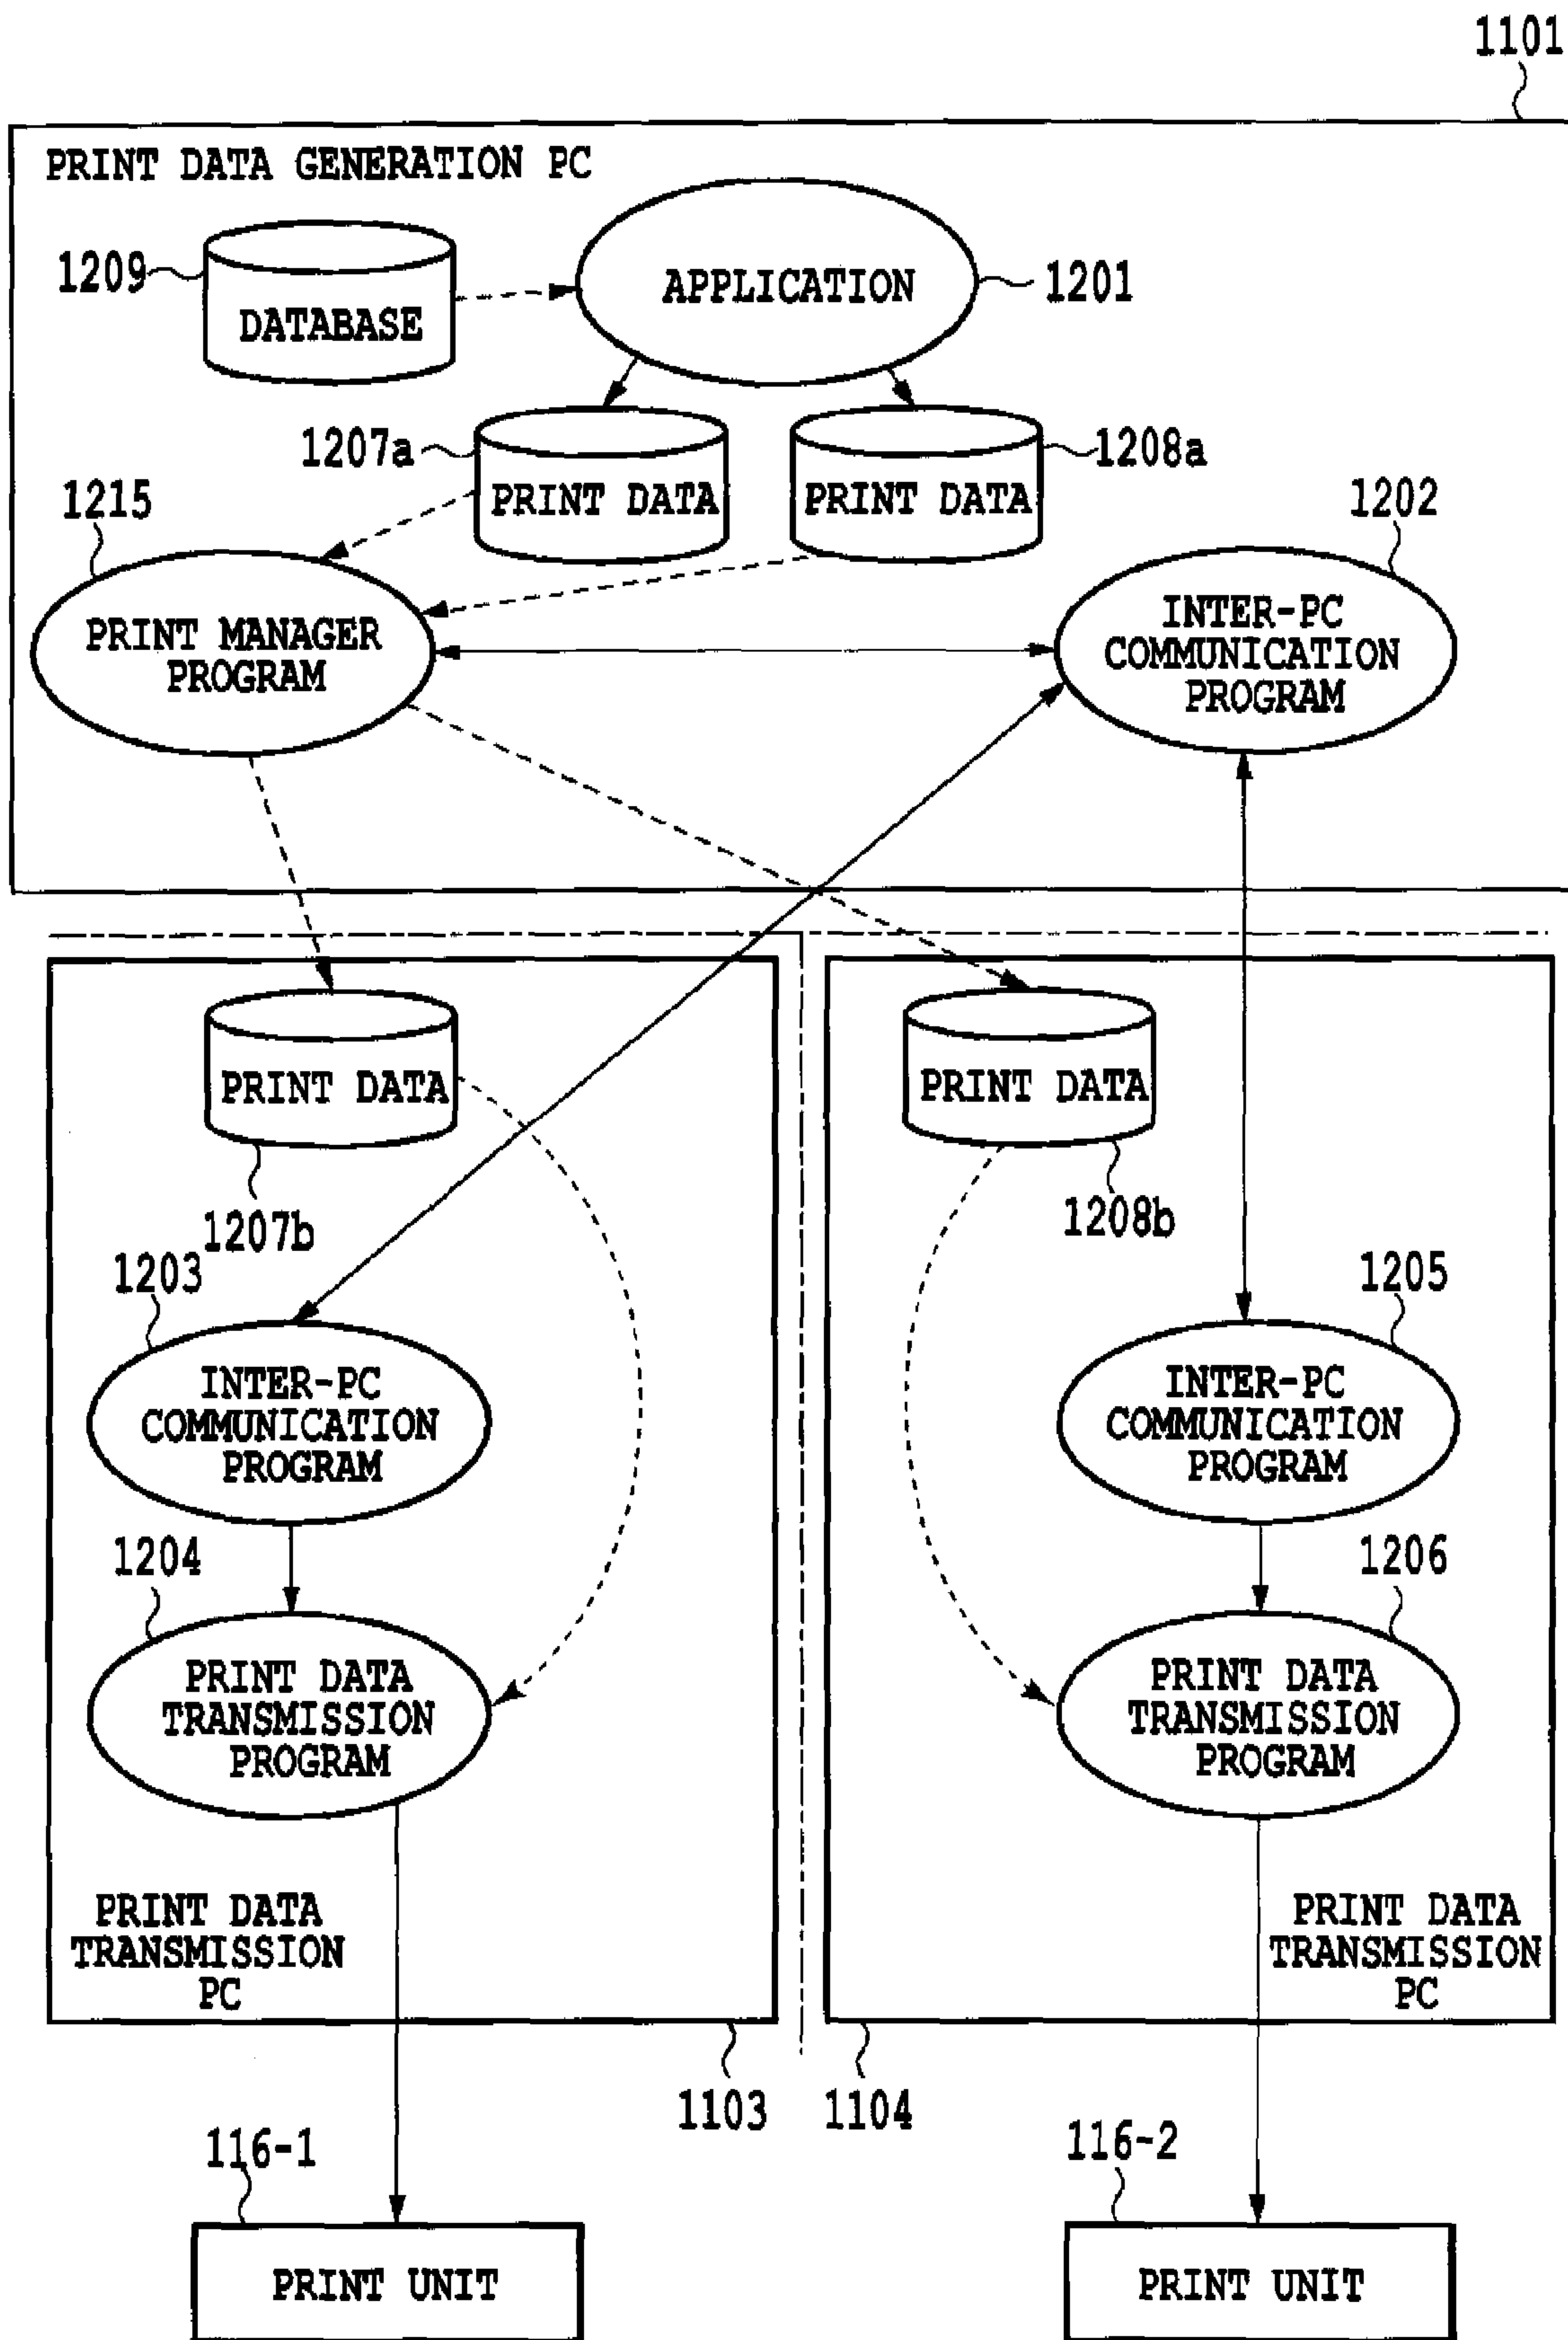 1101
PRINT DATA GENERATION PC
1209
DATABASE
APPLICATION
1201
1207a
PRINT DATA
PRINT DATA
1208a
1215
PRINT MANAGER
PROGRAM
1202
INTER-PC
COMMUNICATION
PROGRAM
PRINT DATA
1207b
1203
INTER-PC
COMMUNICATION
PROGRAM
1204
PRINT DATA
TRANSMISSION
PROGRAM
PRINT DATA
TRANSMISSION
PC
1103
PRINT DATA
1208b
1205
INTER-PC
COMMUNICATION
PROGRAM
1206
PRINT DATA
TRANSMISSION
PROGRAM
PRINT DATA
TRANSMISSION
PC
1104
116-1
PRINT UNIT
116-2
PRINT UNIT